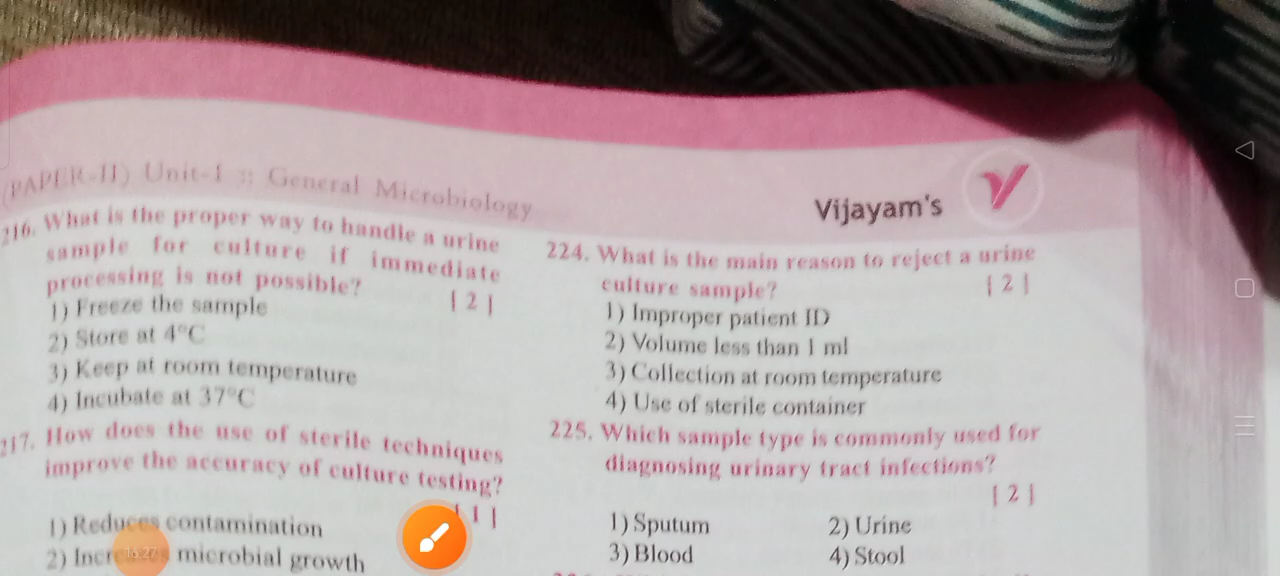 (PAPER-II) Unit-1 :: General Microbiology
Vijayam's
216. What is the proper way to handle a urine
sample for culture if immediate
processing is not possible? [ 2 ]
1) Freeze the sample
2) Store at 4°C
3) Keep at room temperature
4) Incubate at 37°C
217. How does the use of sterile techniques
improve the accuracy of culture testing?
[ 1 ]
1) Reduces contamination
2) Increases microbial growth
224. What is the main reason to reject a urine
culture sample? [ 2 ]
1) Improper patient ID
2) Volume less than 1 ml
3) Collection at room temperature
4) Use of sterile container
225. Which sample type is commonly used for
diagnosing urinary tract infections?
[ 2 ]
1) Sputum 2) Urine
3) Blood 4) Stool
16:27